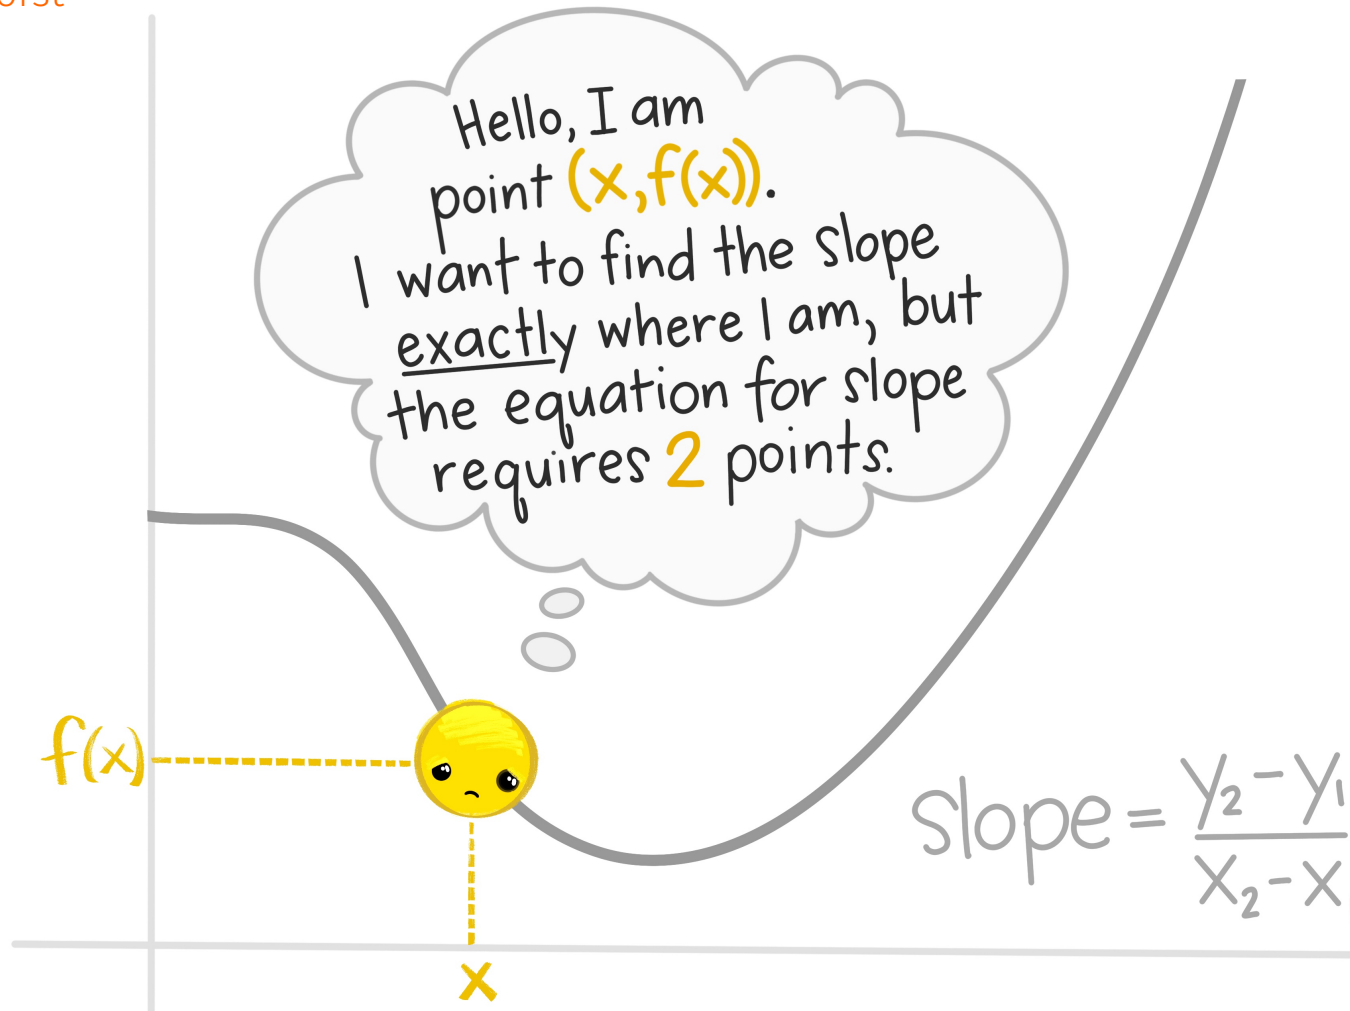 Hello, I am
point (x,f(x)).
I want to find the slope
exactly where I am, but
the equation for slope
requires 2 points.
f(x)
x
slope = y₂ - y₁
x₂ - x